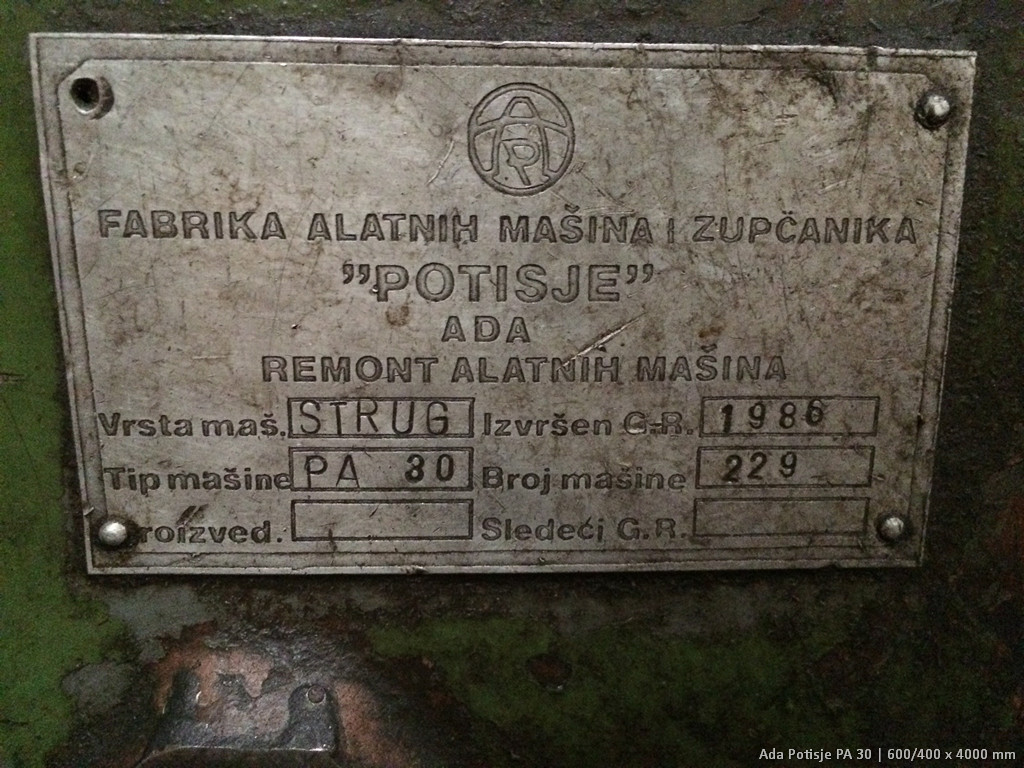 FABRIKA ALATNIH MAŠINA I ZUPČANIKA
"POTISJE"
ADA
REMONT ALATNIH MAŠINA
Vrsta maš. STRUG Izvršen G.R. 1986
Tip mašine PA 30 Broj mašine 229
roizved. Sledeći G.R.
Ada Potisje PA 30 | 600/400 x 4000 mm